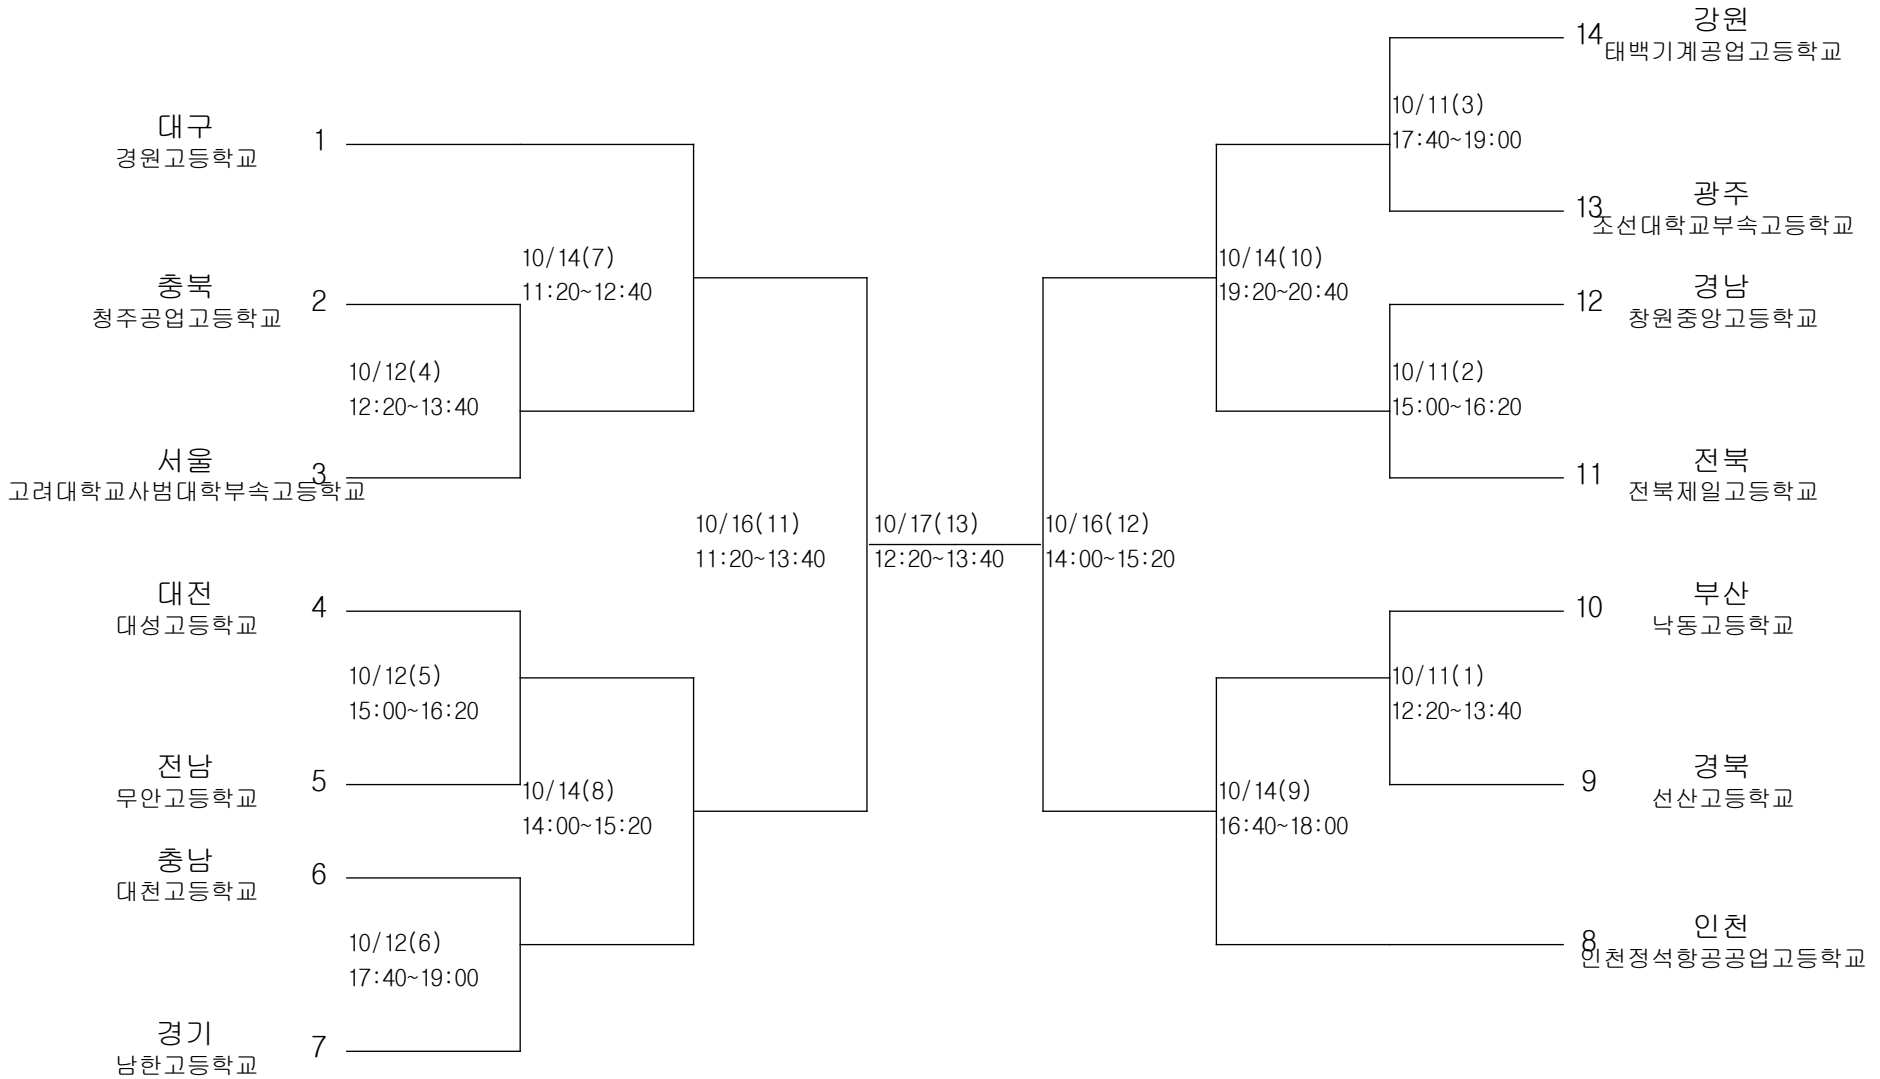 대구
경원고등학교
1
충북
청주공업고등학교
2
서울
고려대학교사범대학부속고등학교
3
대전
대성고등학교
4
전남
무안고등학교
5
충남
대천고등학교
6
경기
남한고등학교
7
10/12(4)
12:20~13:40
10/12(5)
15:00~16:20
10/12(6)
17:40~19:00
10/14(7)
11:20~12:40
10/14(8)
14:00~15:20
10/16(11)
11:20~13:40
10/17(13)
12:20~13:40
10/16(12)
14:00~15:20
10/14(10)
19:20~20:40
10/14(9)
16:40~18:00
10/11(3)
17:40~19:00
10/11(2)
15:00~16:20
10/11(1)
12:20~13:40
14
강원
태백기계공업고등학교
13
광주
조선대학교부속고등학교
12
경남
창원중앙고등학교
11
전북
전북제일고등학교
10
부산
낙동고등학교
9
경북
선산고등학교
8
인천
인천정석항공공업고등학교